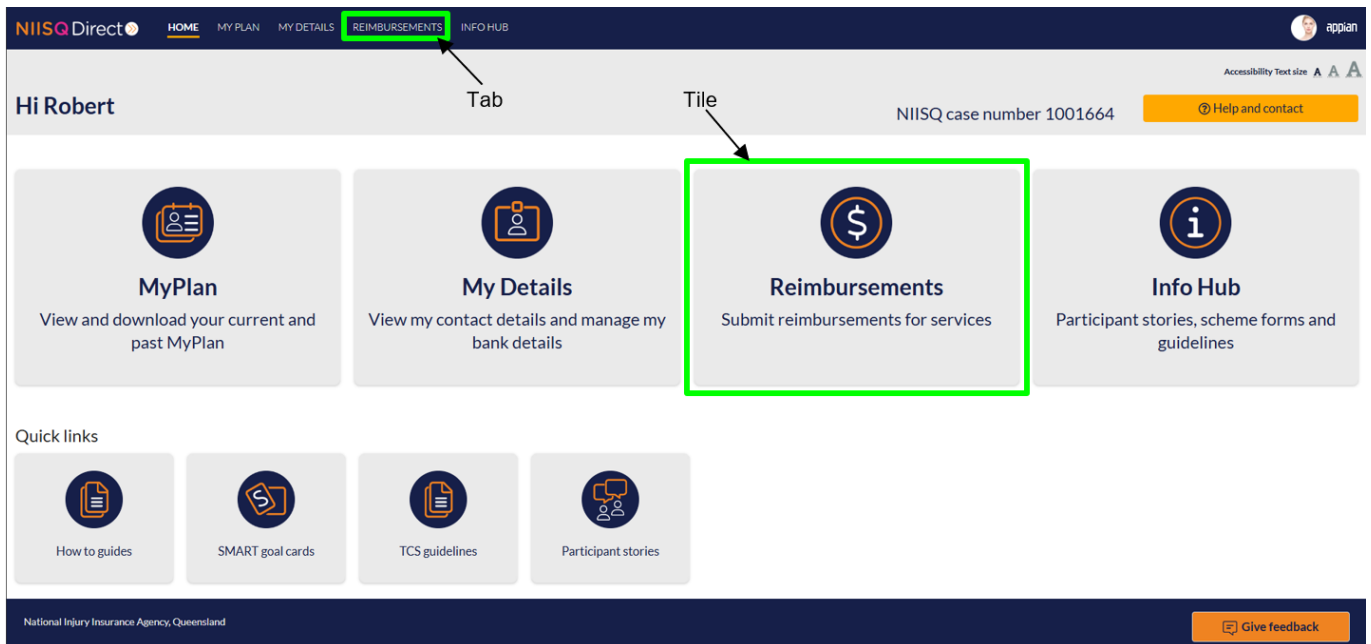 NIISQ Direct HOME MY PLAN MY DETAILS REIMBURSEMENTS INFO HUB appian
Accessibility Text size A A A
Tab
Tile
Hi Robert
NIISQ case number 1001664
Help and contact
MyPlan
View and download your current and
past MyPlan
My Details
View my contact details and manage my
bank details
Reimbursements
Submit reimbursements for services
Info Hub
Participant stories, scheme forms and
guidelines
Quick links
How to guides
SMART goal cards
TCS guidelines
Participant stories
National Injury Insurance Agency, Queensland
Give feedback